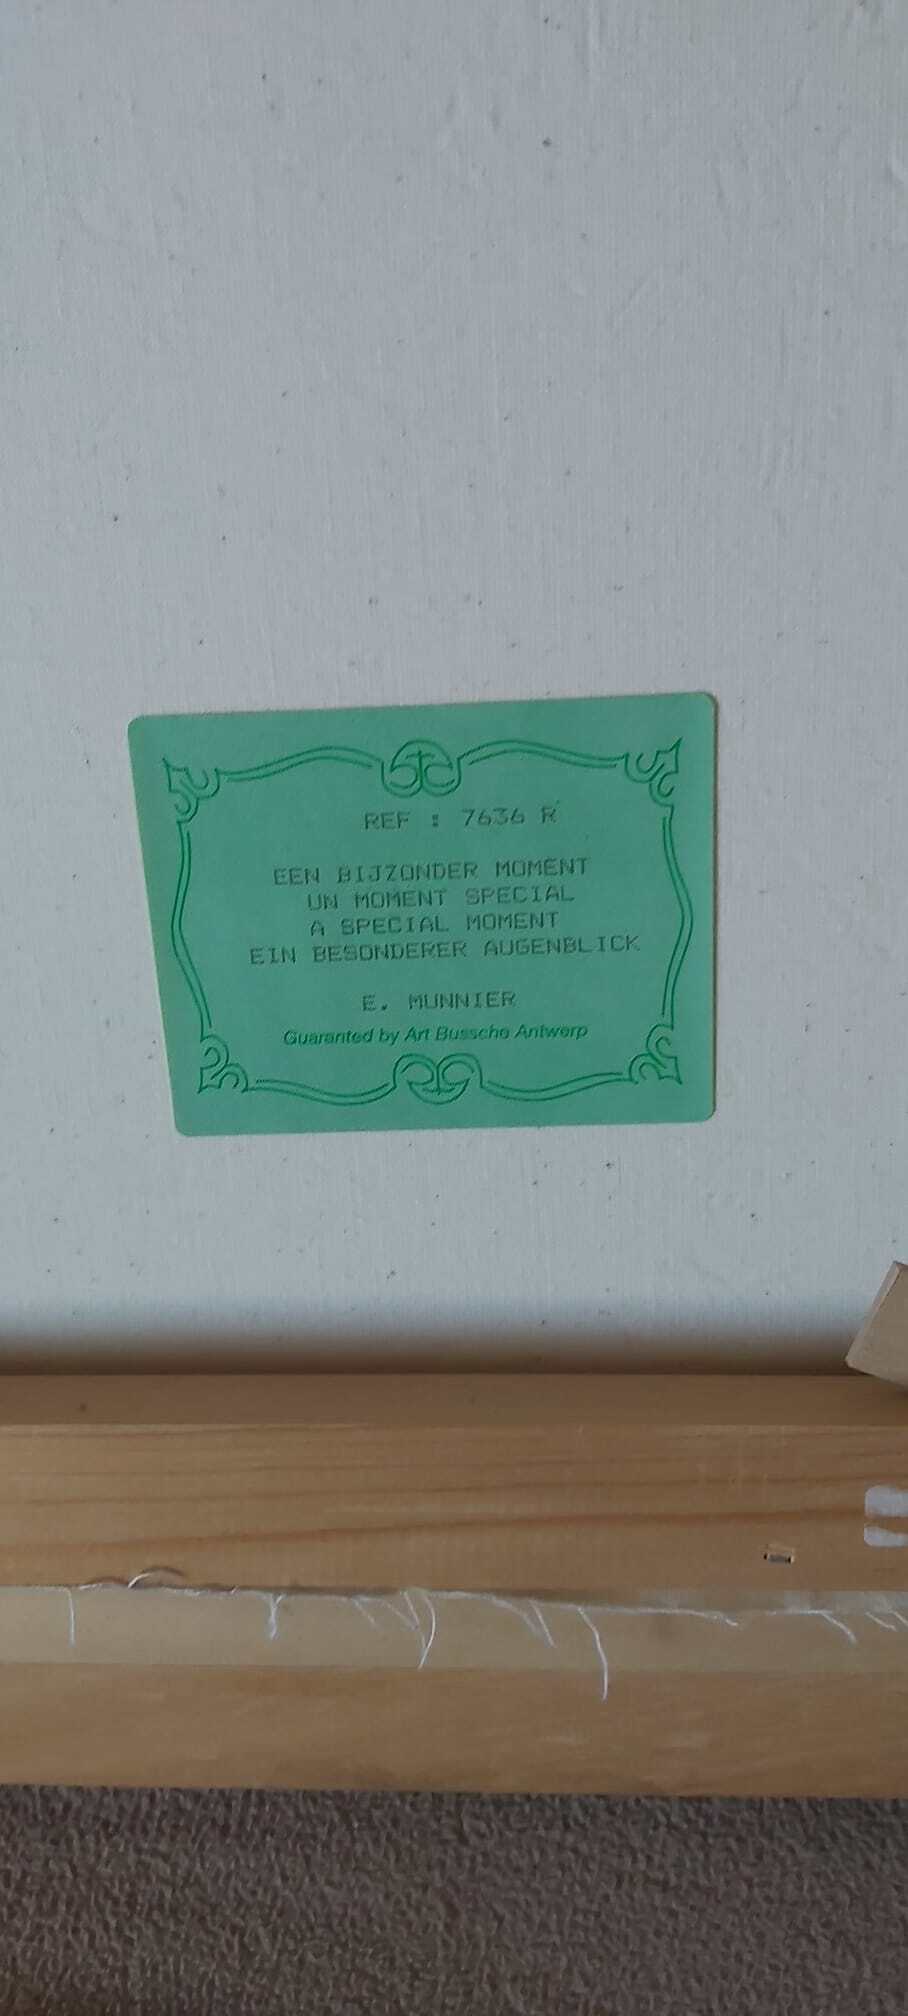 REF : 7636 R
EEN BIJZONDER MOMENT
UN MOMENT SPECIAL
A SPECIAL MOMENT
EIN BESONDERER AUGENBLICK
E. MUNNIER
Guaranted by Art Bussche Antwerp